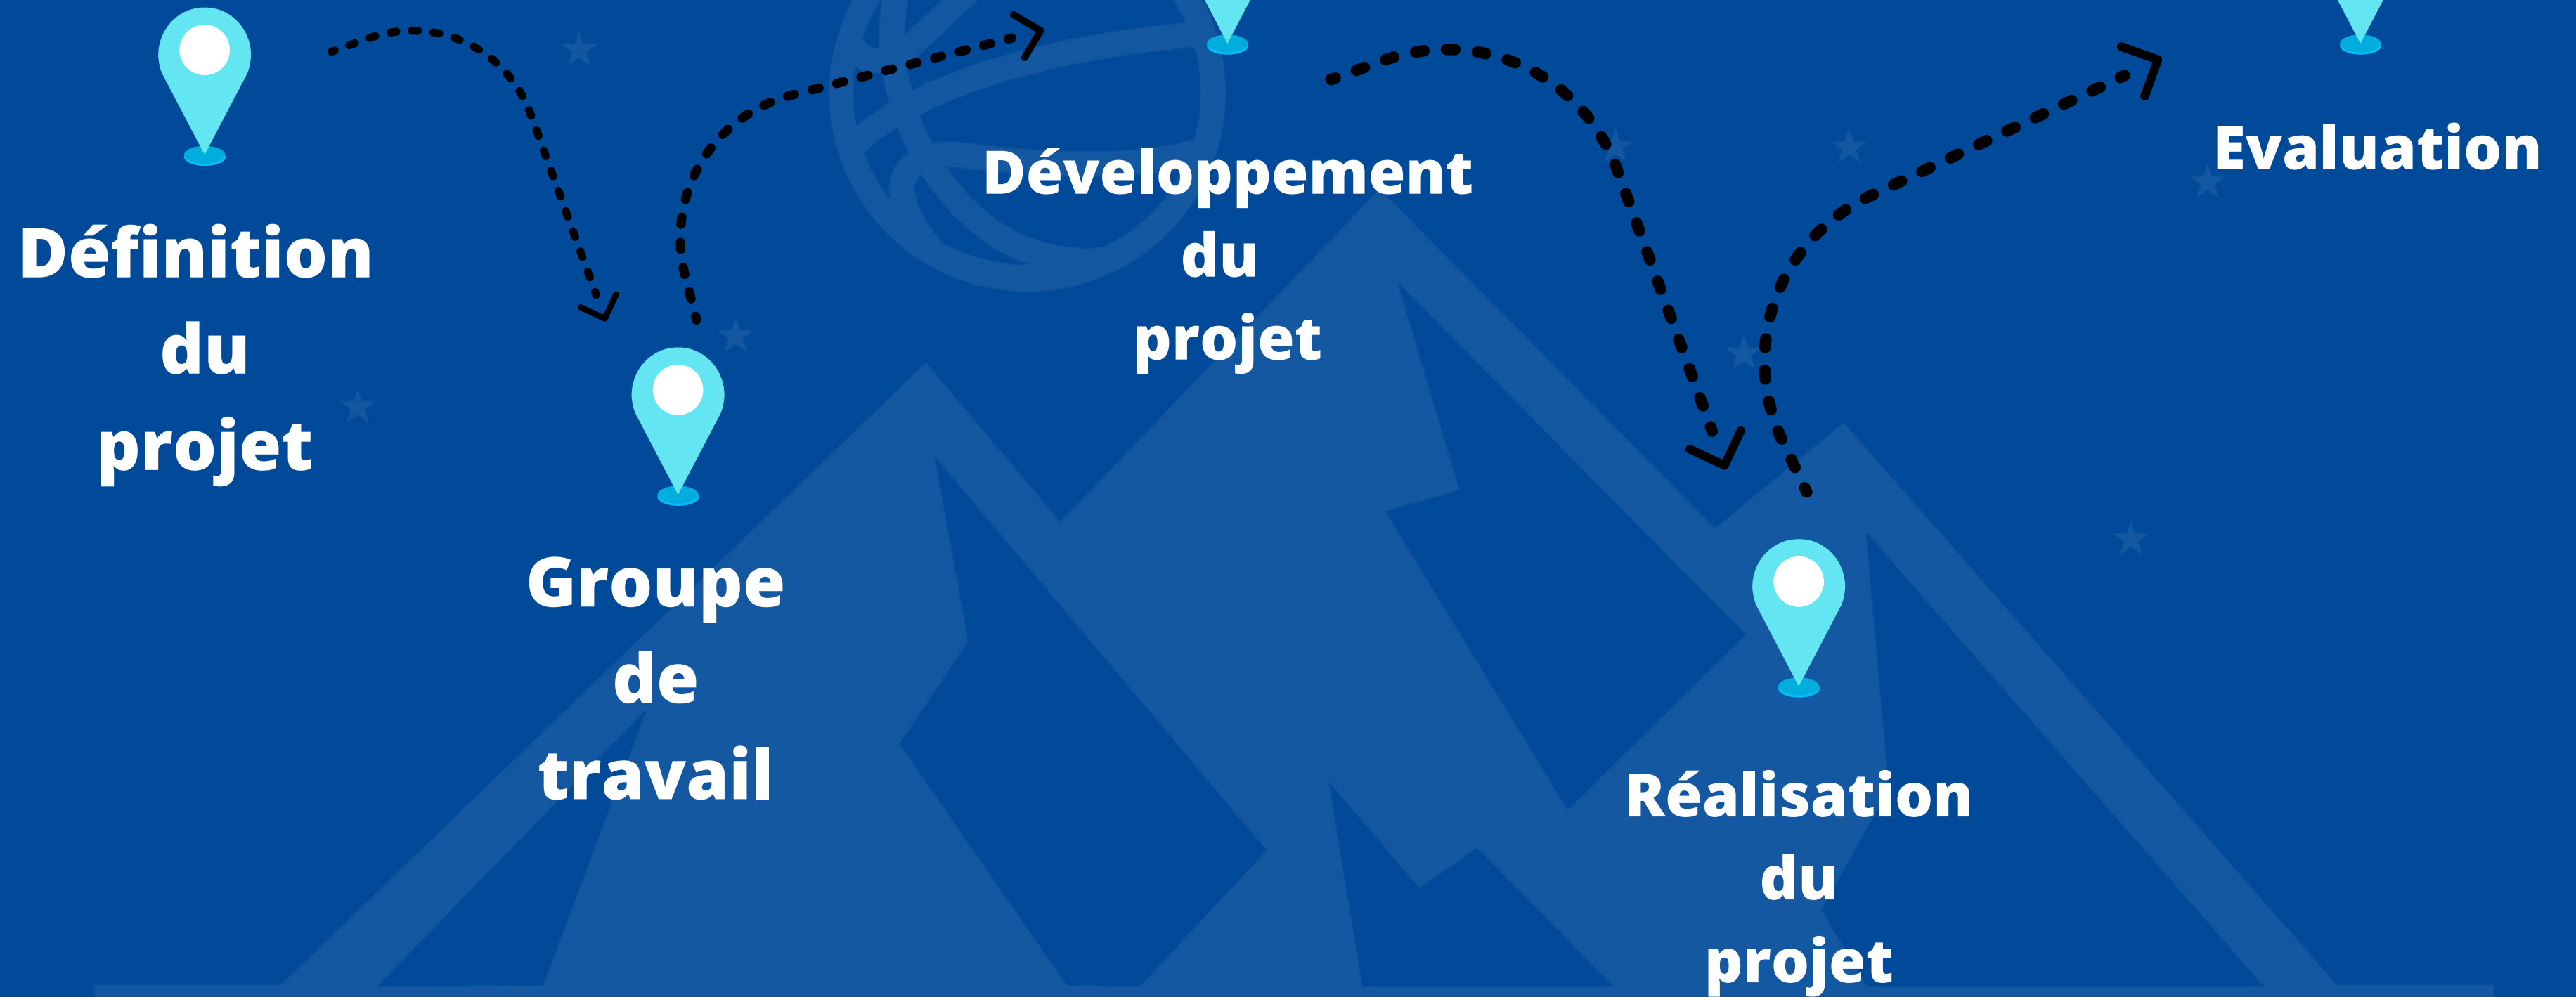 Définition
du
projet
Groupe
de
travail
Développement
du
projet
Réalisation
du
projet
Evaluation